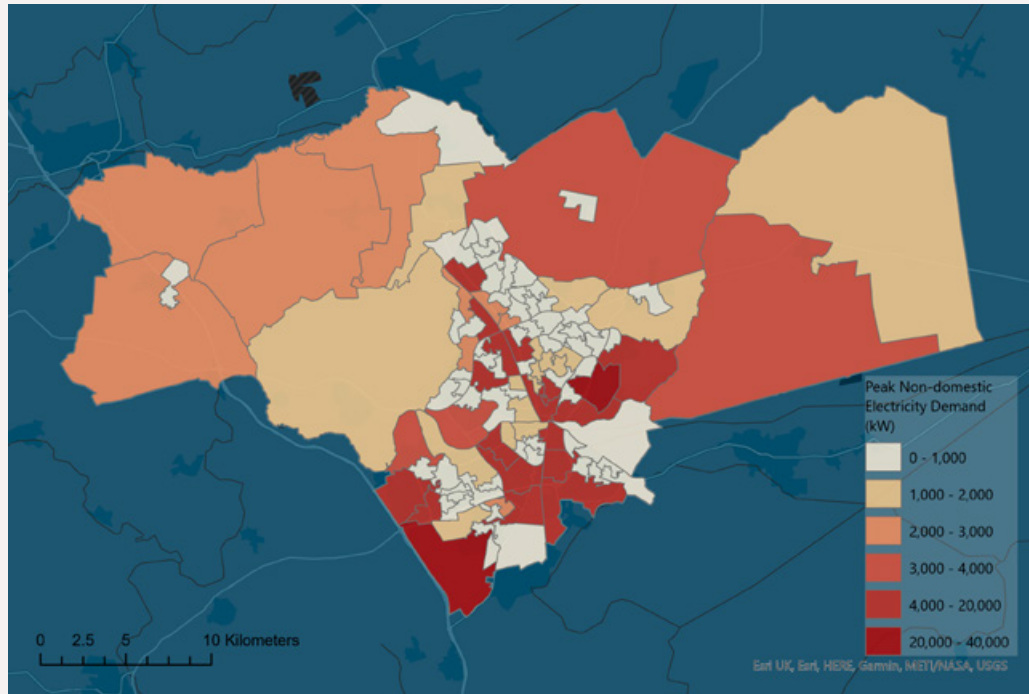 Peak Non-domestic
Electricity Demand
(kW)
0 - 1,000
1,000 - 2,000
2,000 - 3,000
3,000 - 4,000
4,000 - 20,000
20,000 - 40,000
0 2.5 5 10 Kilometers
Esri UK, Esri, HERE, Garmin, METI/NASA, USGS